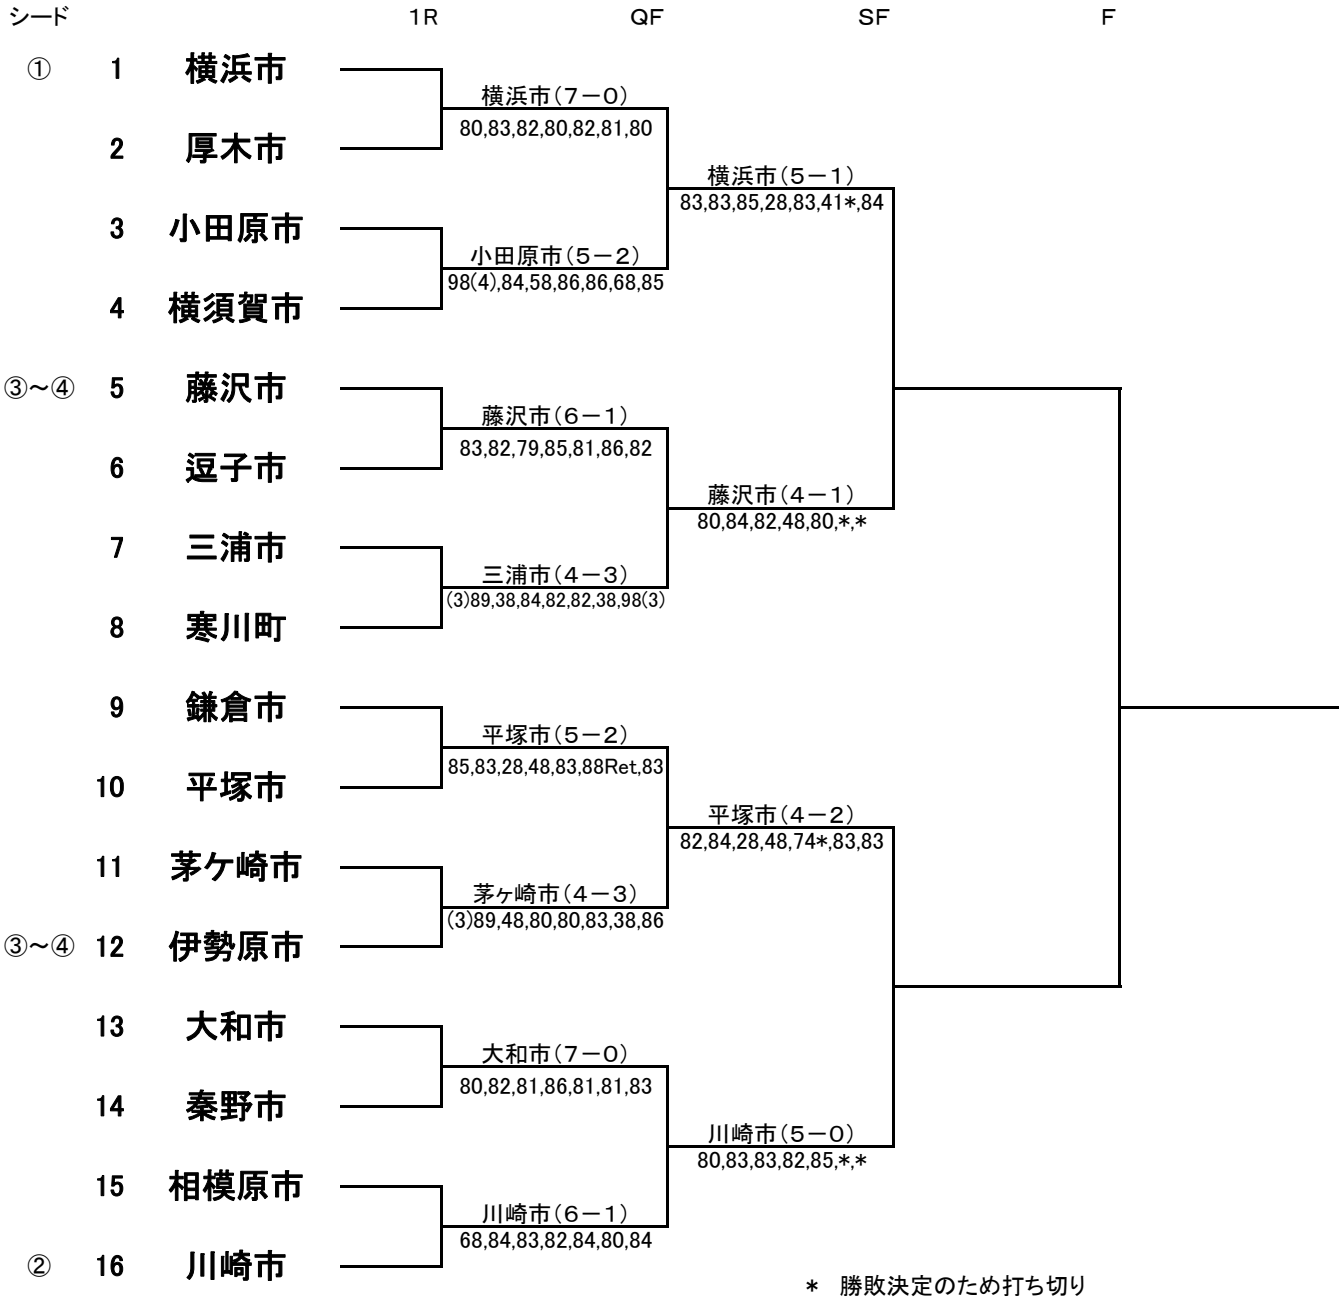 シード 1R QF SF F
① 1 横浜市
横浜市(7-0)
80,83,82,80,82,81,80
2 厚木市
横浜市(5-1)
83,83,85,28,83,41*,84
3 小田原市
小田原市(5-2)
98(4),84,58,86,86,68,85
4 横須賀市
③~④ 5 藤沢市
藤沢市(6-1)
83,82,79,85,81,86,82
6 逗子市
藤沢市(4-1)
80,84,82,48,80,*,*
7 三浦市
三浦市(4-3)
(3)89,38,84,82,82,38,98(3)
8 寒川町
9 鎌倉市
平塚市(5-2)
85,83,28,48,83,88Ret,83
10 平塚市
平塚市(4-2)
82,84,28,48,74*,83,83
11 茅ケ崎市
茅ヶ崎市(4-3)
(3)89,48,80,80,83,38,86
③~④ 12 伊勢原市
13 大和市
大和市(7-0)
80,82,81,86,81,81,83
14 秦野市
川崎市(5-0)
80,83,83,82,85,*,*
15 相模原市
川崎市(6-1)
68,84,83,82,84,80,84
② 16 川崎市
* 勝敗決定のため打ち切り